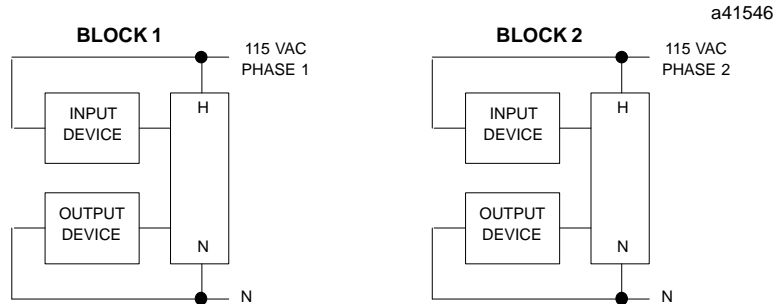 a41546
BLOCK 1
115 VAC
PHASE 1
H
INPUT
DEVICE
OUTPUT
DEVICE
N
N
BLOCK 2
115 VAC
PHASE 2
H
INPUT
DEVICE
OUTPUT
DEVICE
N
N